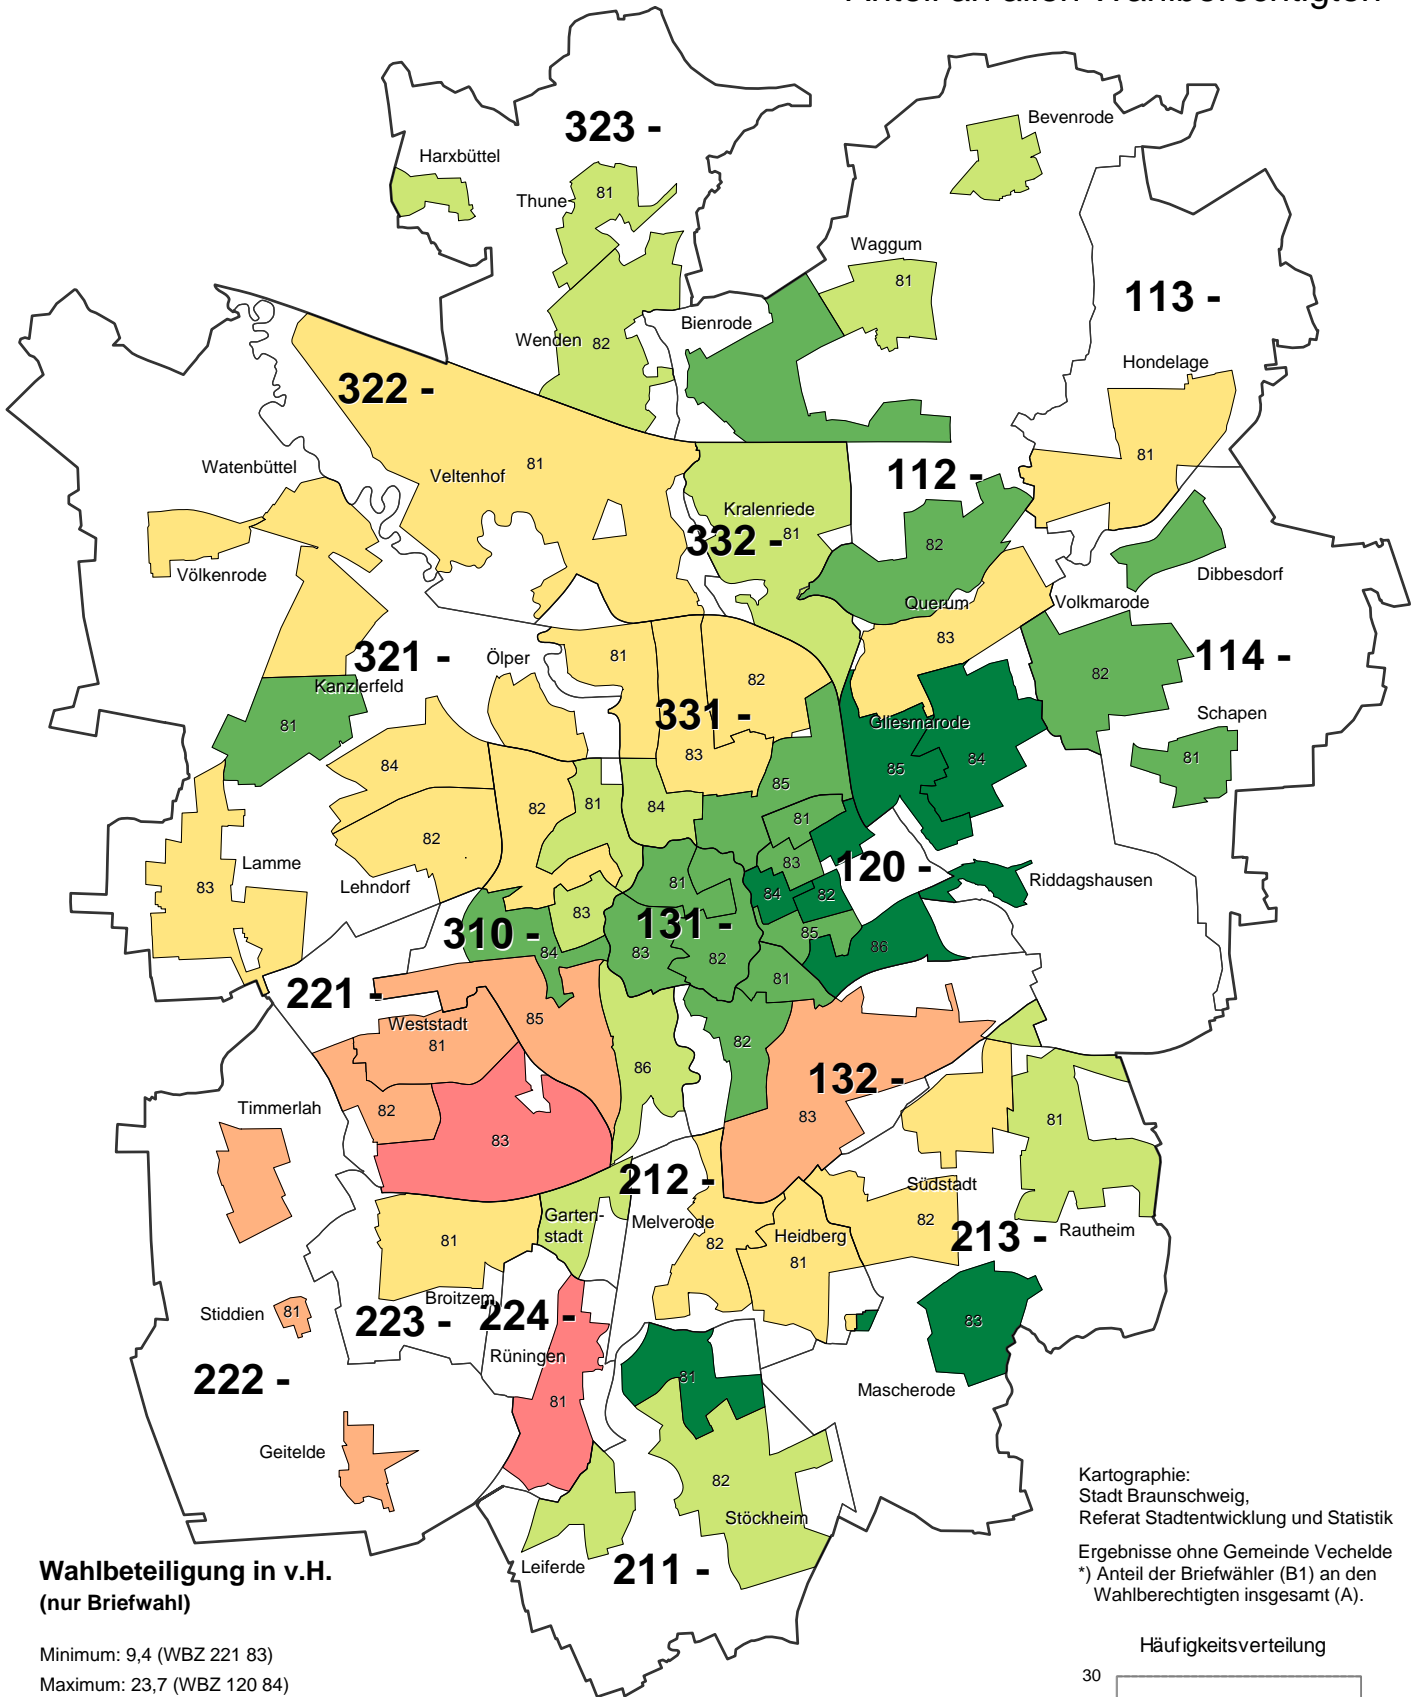 323 -
Bevenrode
Harxbüttel
Thune
81
Waggum
81
113 -
Bienrode
Wenden
82
Hondelage
322 -
81
Watenbüttel
Veltenhof
81
112 -
Kralenriede
332 -
81
82
Völkenrode
Dibbesdorf
Querum
Volkmarode
83
321 -
Ölper
81
114 -
82
82
Kanzlerfeld
331 -
Schapen
81
Gliesmarode
83
81
84
85
84
85
82
81
84
81
82
83
Lamme
83
120 -
Lehndorf
81
84
82
Riddagshausen
83
310 -
131 -
85
84
83
82
86
81
221 -
Weststadt
85
81
82
86
132 -
Timmerlah
82
83
81
83
212 -
Südstadt
Garten-
stadt
Melverode
82
81
82
Heidberg
81
213 -
Rautheim
Stiddien
81
Broitzem
223 -
224 -
83
Rüningen
222 -
81
81
Mascherode
Geitelde
82
Stöckheim
Kartographie:
Stadt Braunschweig,
Referat Stadtentwicklung und Statistik
Ergebnisse ohne Gemeinde Vechelde
*) Anteil der Briefwähler (B1) an den
Wahlberechtigten insgesamt (A).
Leiferde
211 -
Wahlbeteiligung in v.H.
(nur Briefwahl)
Minimum: 9,4 (WBZ 221 83)
Maximum: 23,7 (WBZ 120 84)
Häufigkeitsverteilung
30